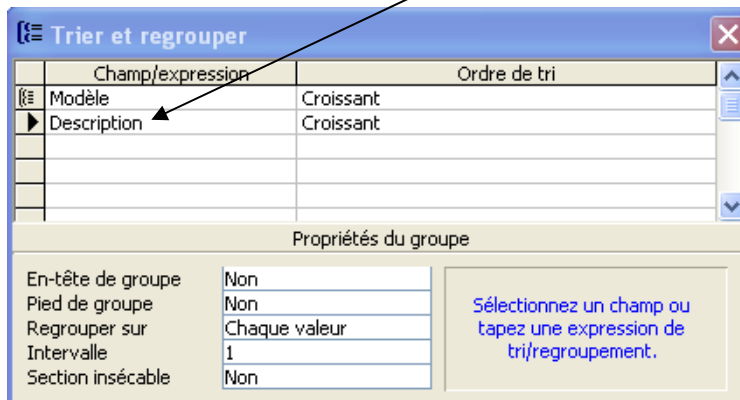 Trier et regrouper
Champ/expression Ordre de tri
Modèle Croissant
Description Croissant
Propriétés du groupe
En-tête de groupe Non
Pied de groupe Non
Regrouper sur Chaque valeur
Intervalle 1
Section insécable Non
Sélectionnez un champ ou
tapez une expression de
tri/regroupement.